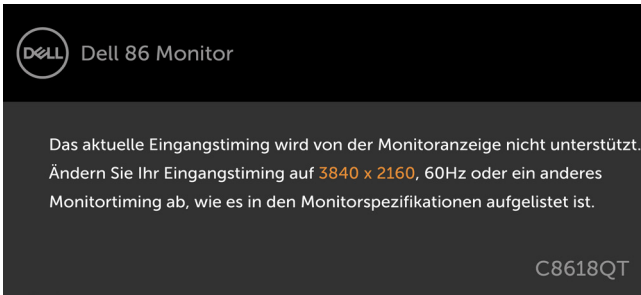 DELL Dell 86 Monitor
Das aktuelle Eingangstiming wird von der Monitoranzeige nicht unterstützt.
Ändern Sie Ihr Eingangstiming auf 3840 x 2160, 60Hz oder ein anderes
Monitortiming ab, wie es in den Monitorspezifikationen aufgelistet ist.
C8618QT